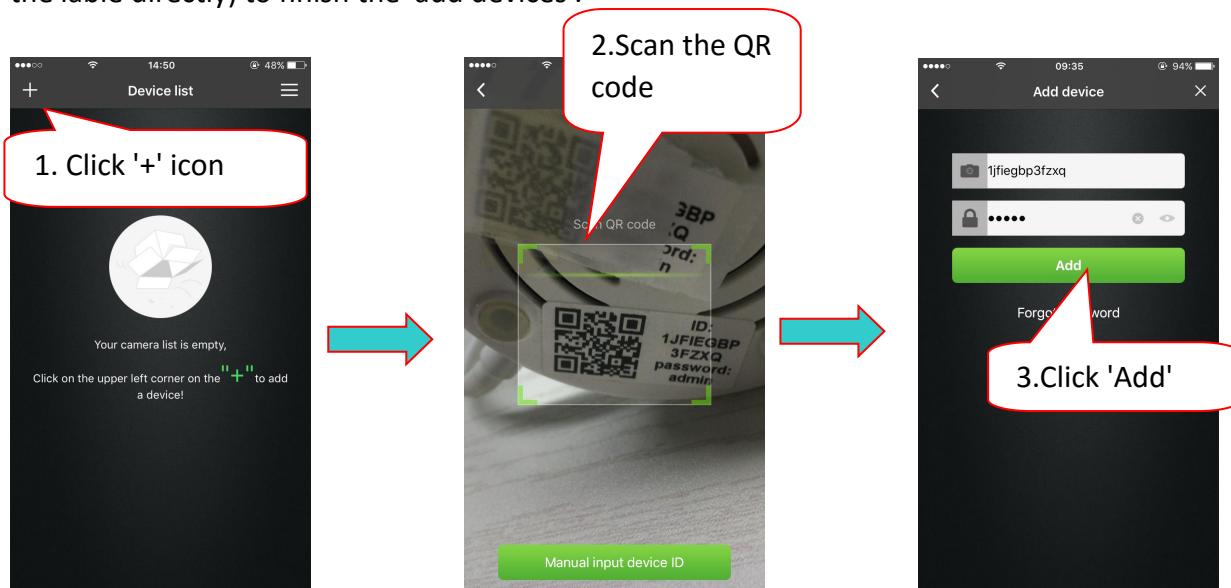 the lable directly) to finish the 'add devices'.
14:50
48%
Device list
1. Click '+' icon
Your camera list is empty,
Click on the upper left corner on the "+" to add
a device!
2.Scan the QR
code
QR code
ID:
1JFIEGBP
3FZXQ
password:
admin
Manual input device ID
09:35
94%
Add device
1jfiegbp3fzxq
•••••
Add
3.Click 'Add'